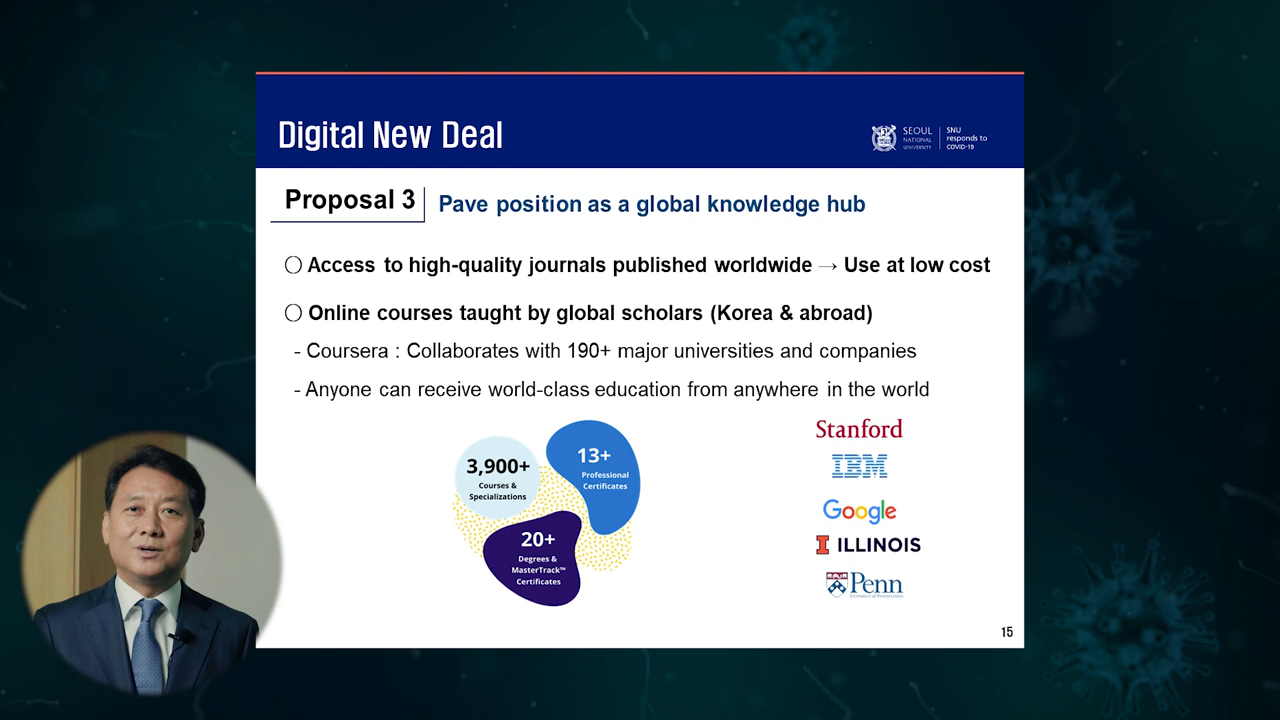 Digital New Deal
SEOUL
NATIONAL
UNIVERSITY
SNU
responds to
COVID-19
Proposal 3
Pave position as a global knowledge hub
○ Access to high-quality journals published worldwide → Use at low cost
○ Online courses taught by global scholars (Korea & abroad)
- Coursera : Collaborates with 190+ major universities and companies
- Anyone can receive world-class education from anywhere in the world
3,900+
Courses &
Specializations
13+
Professional
Certificates
20+
Degrees &
MasterTrack™
Certificates
Stanford
IBM
Google
I ILLINOIS
Penn
University of Pennsylvania
15